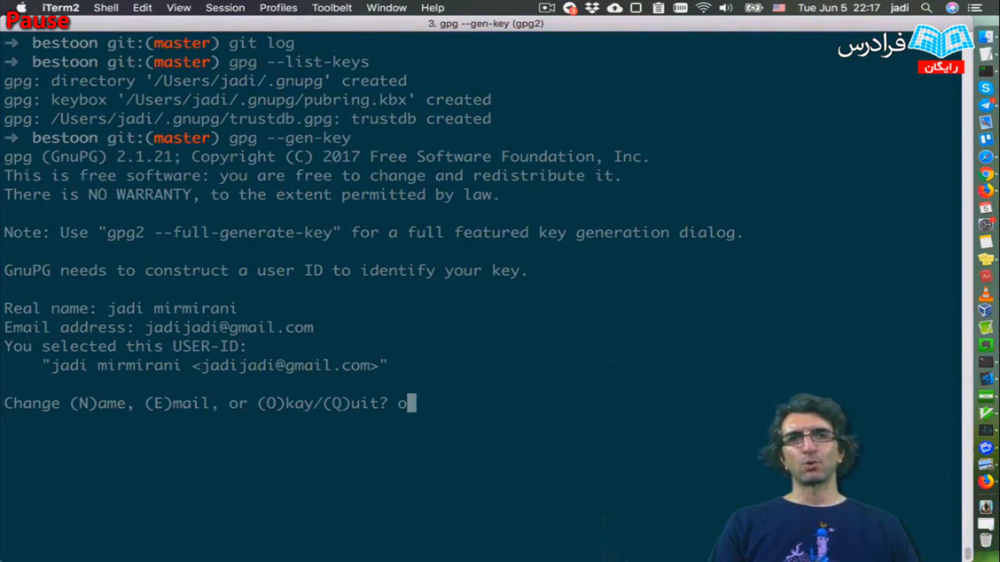 iTerm2 Shell Edit View Session Profiles Toolbelt Window Help Tue Jun 5 22:17 jadi
Pause
3. gpg --gen-key (gpg2)
فرادرس
رایگان
➜ bestoon git:(master) git log
➜ bestoon git:(master) gpg --list-keys
gpg: directory '/Users/jadi/.gnupg' created
gpg: keybox '/Users/jadi/.gnupg/pubring.kbx' created
gpg: /Users/jadi/.gnupg/trustdb.gpg: trustdb created
➜ bestoon git:(master) gpg --gen-key
gpg (GnuPG) 2.1.21; Copyright (C) 2017 Free Software Foundation, Inc.
This is free software: you are free to change and redistribute it.
There is NO WARRANTY, to the extent permitted by law.
Note: Use "gpg2 --full-generate-key" for a full featured key generation dialog.
GnuPG needs to construct a user ID to identify your key.
Real name: jadi mirmirani
Email address: jadijadi@gmail.com
You selected this USER-ID:
"jadi mirmirani <jadijadi@gmail.com>"
Change (N)ame, (E)mail, or (O)kay/(Q)uit? o